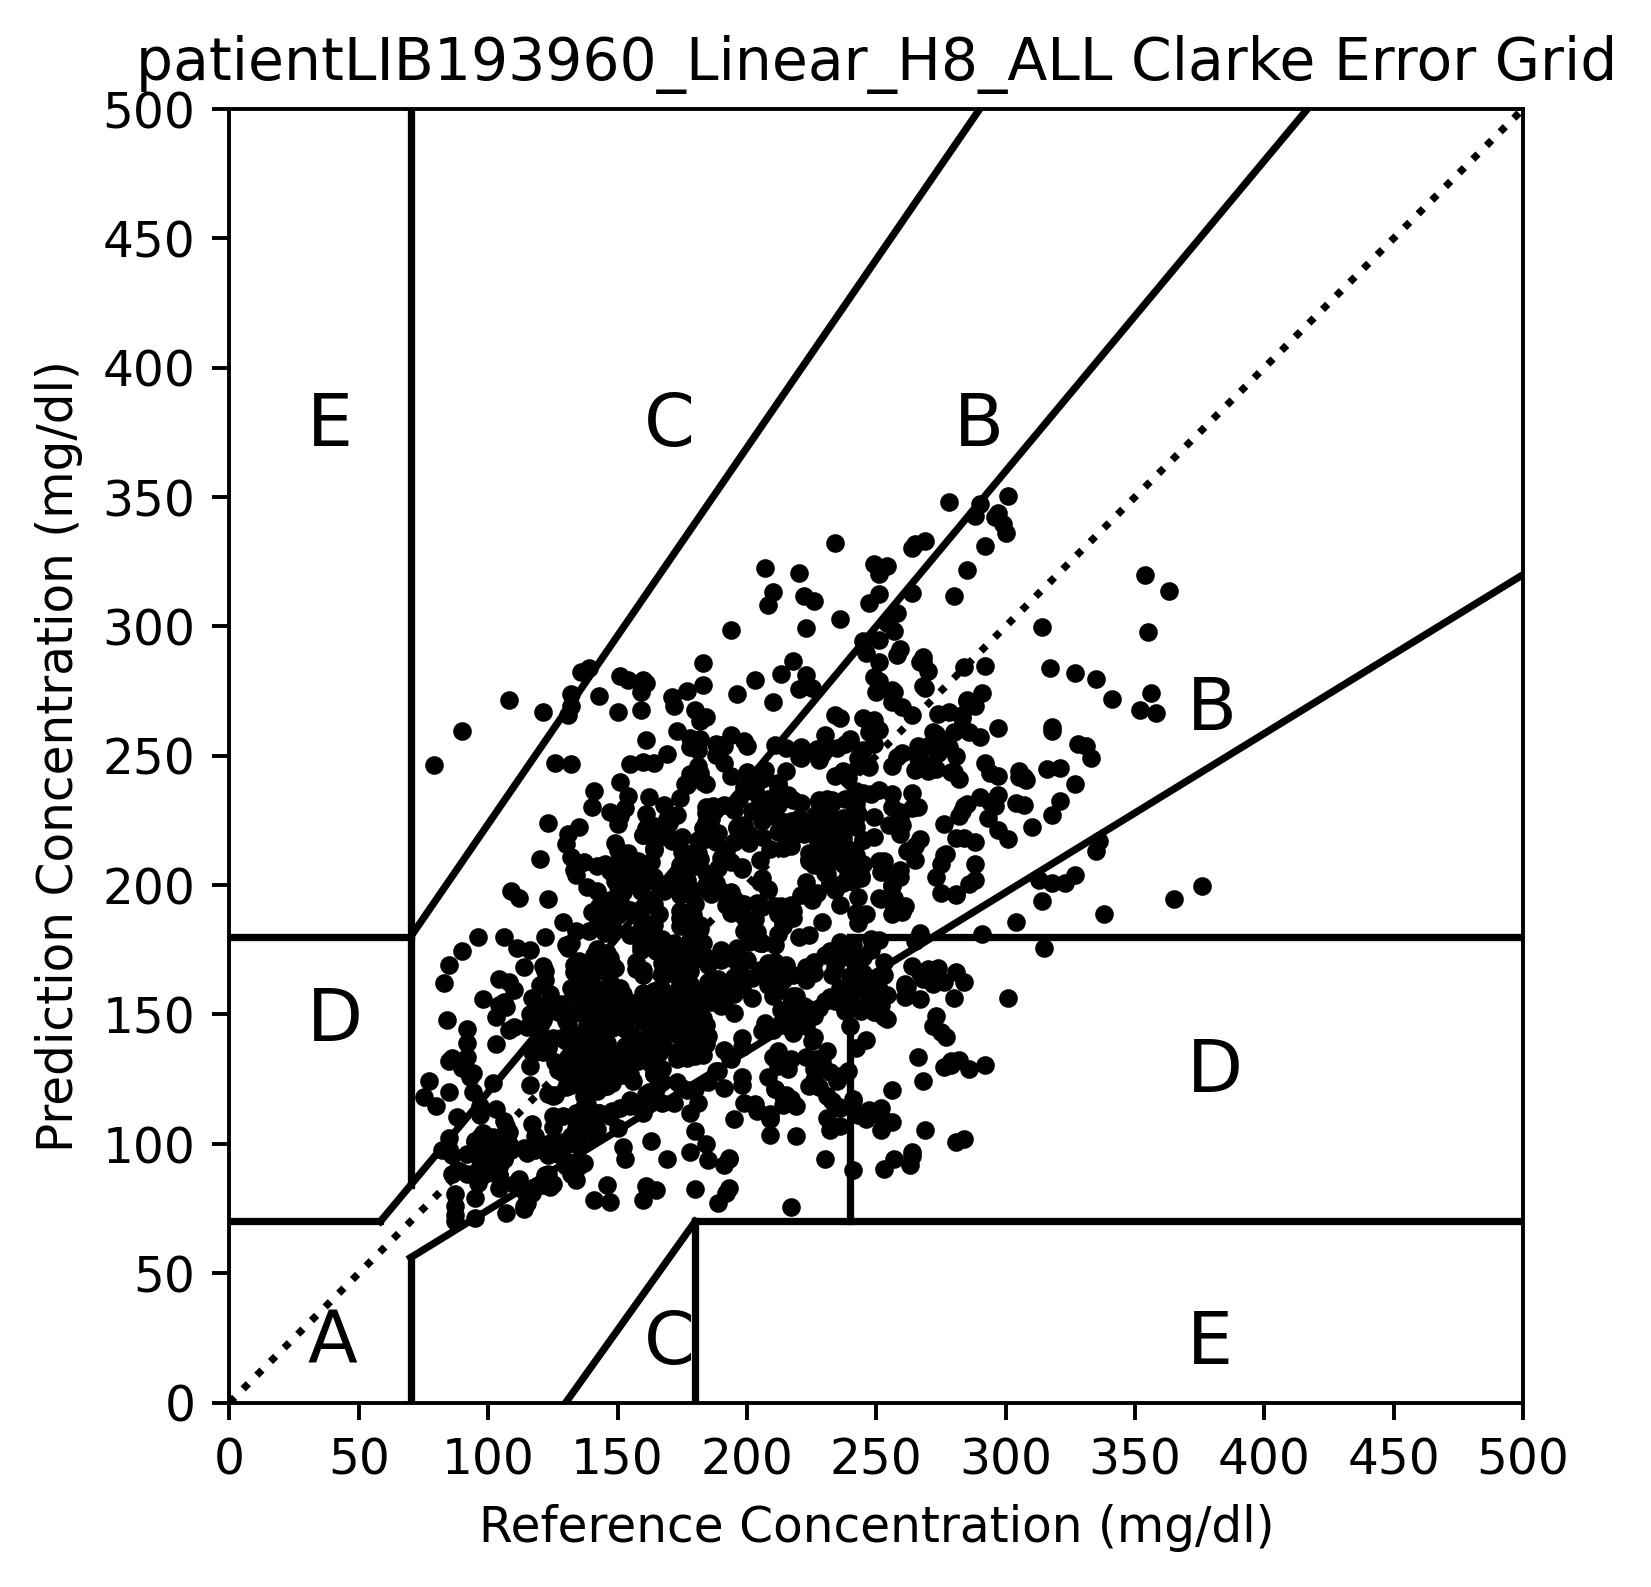 patientLIB193960_Linear_H8_ALL Clarke Error Grid
500
450
400
350
300
250
200
150
100
50
0
Prediction Concentration (mg/dl)
E
C
B
B
D
D
A
C
E
0 50 100 150 200 250 300 350 400 450 500
Reference Concentration (mg/dl)